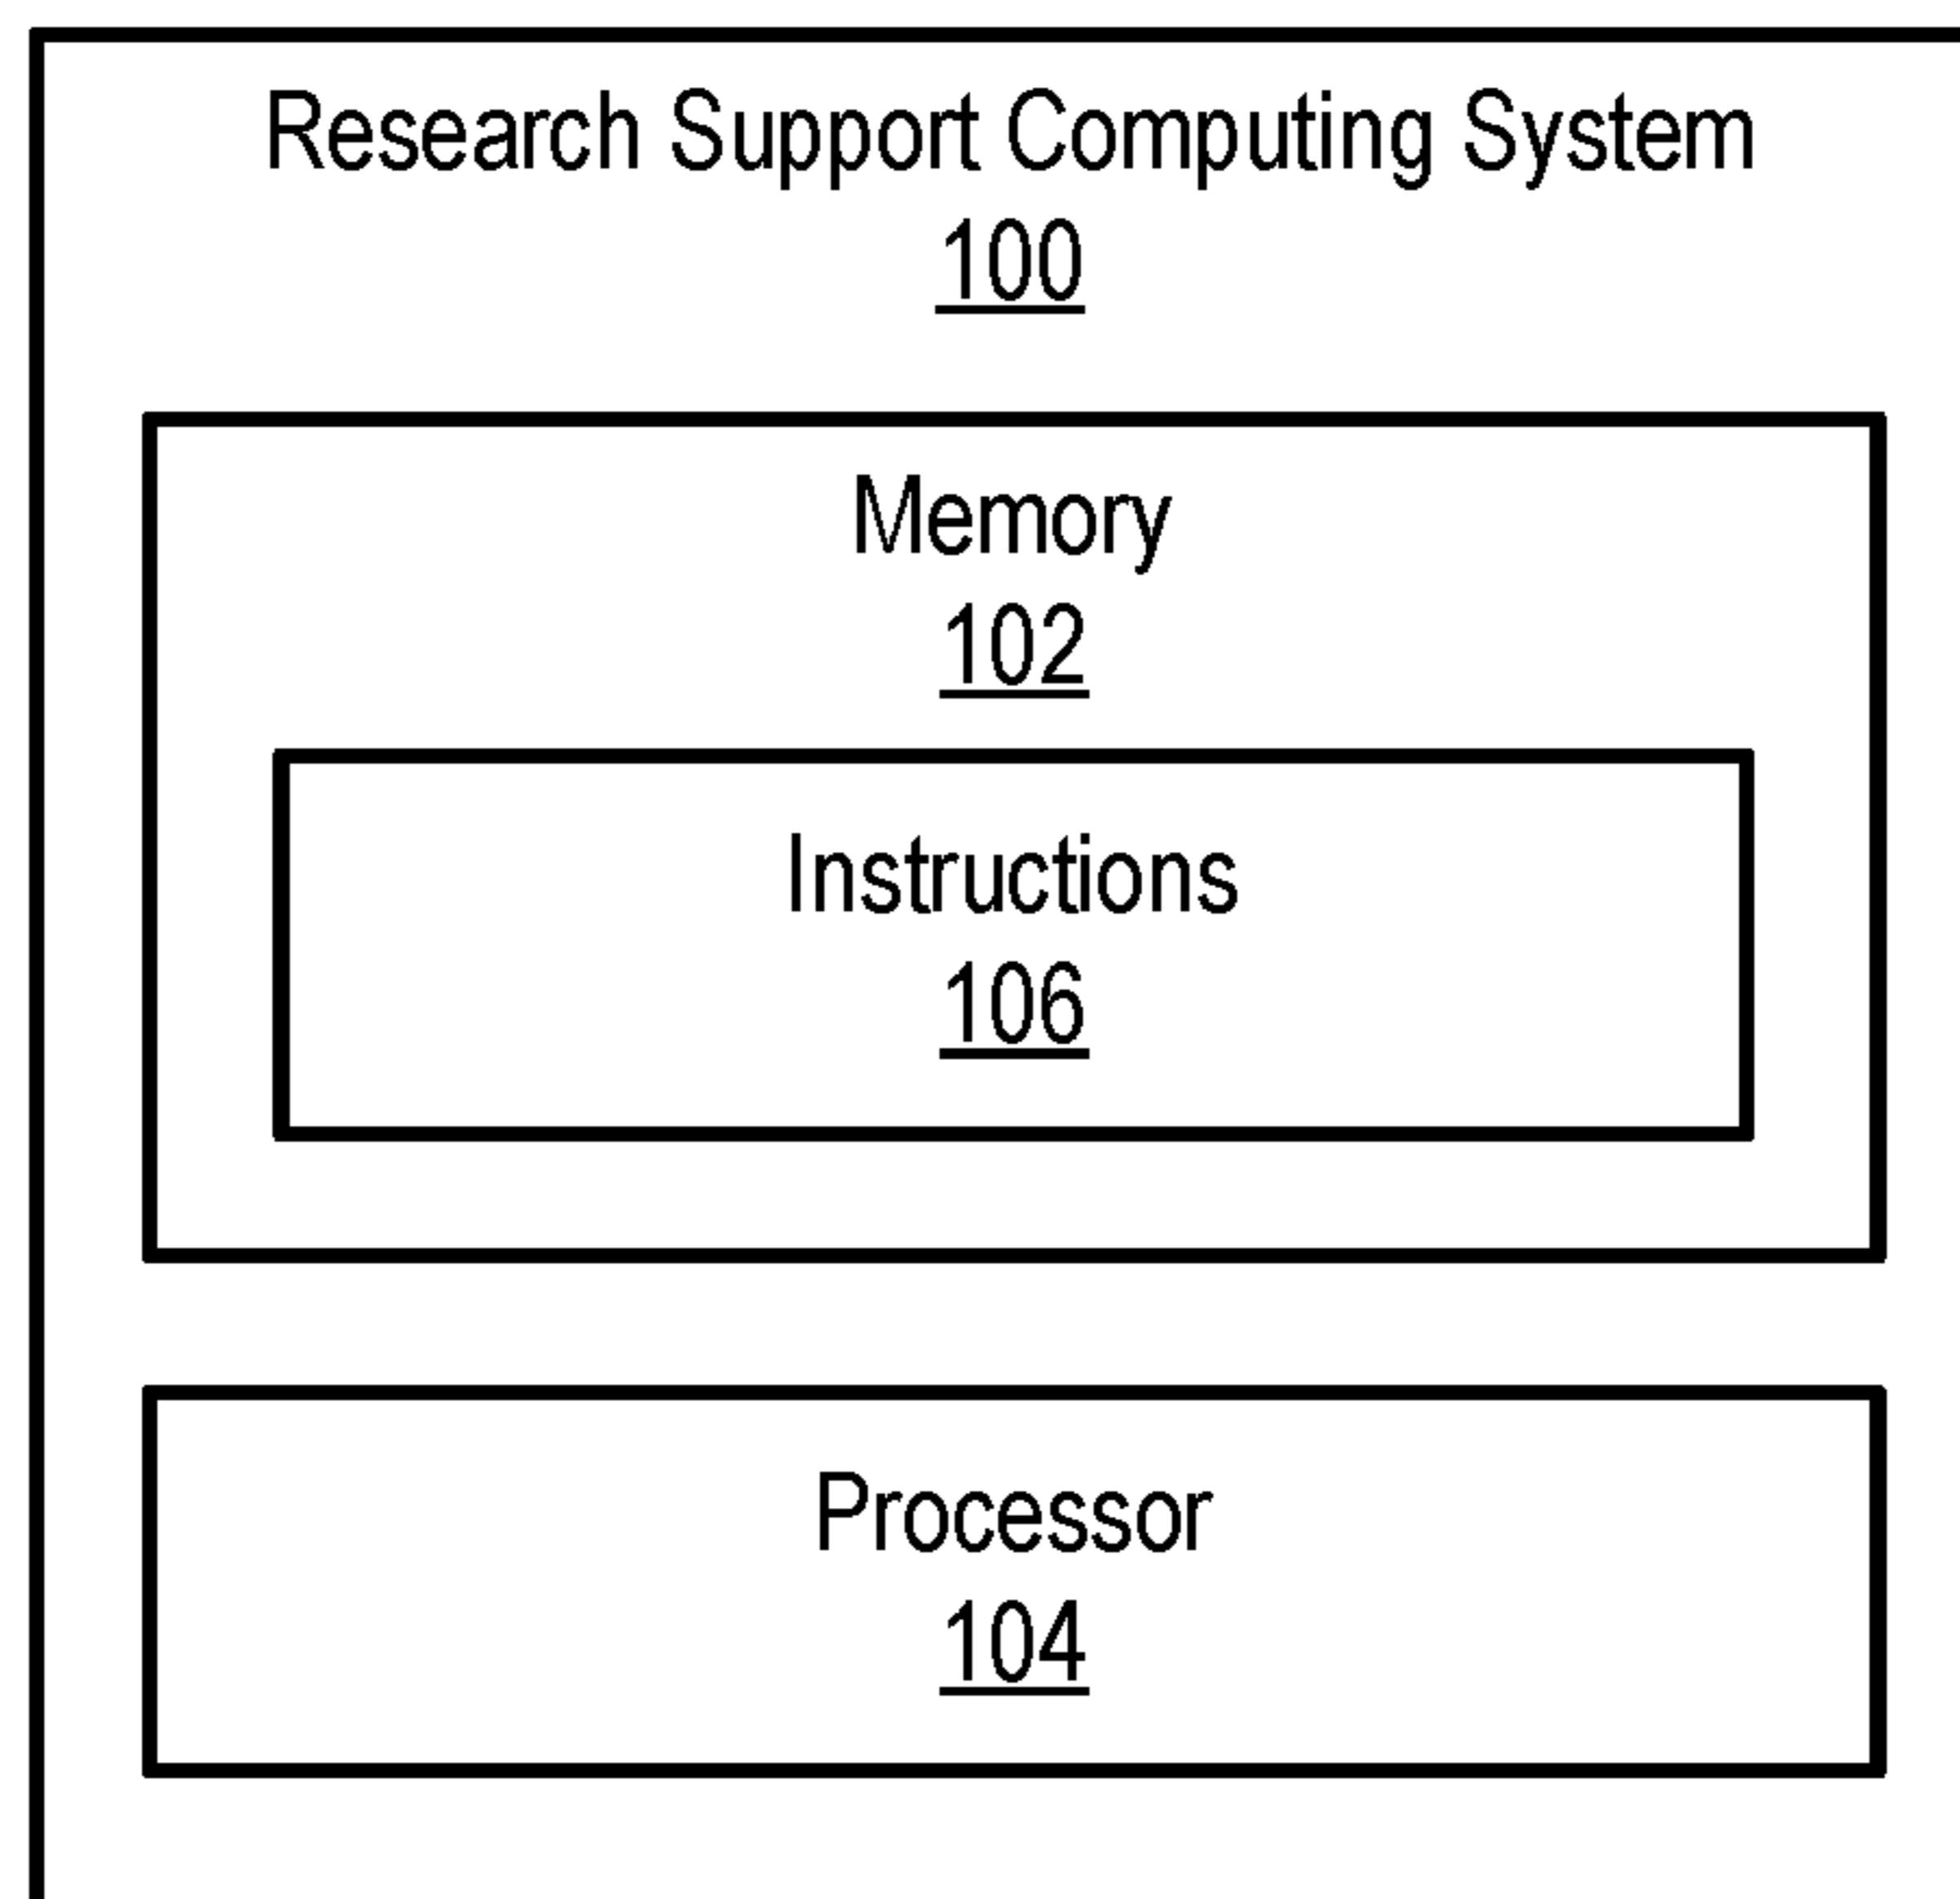 Research Support Computing System
100
Memory
102
Instructions
106
Processor
104